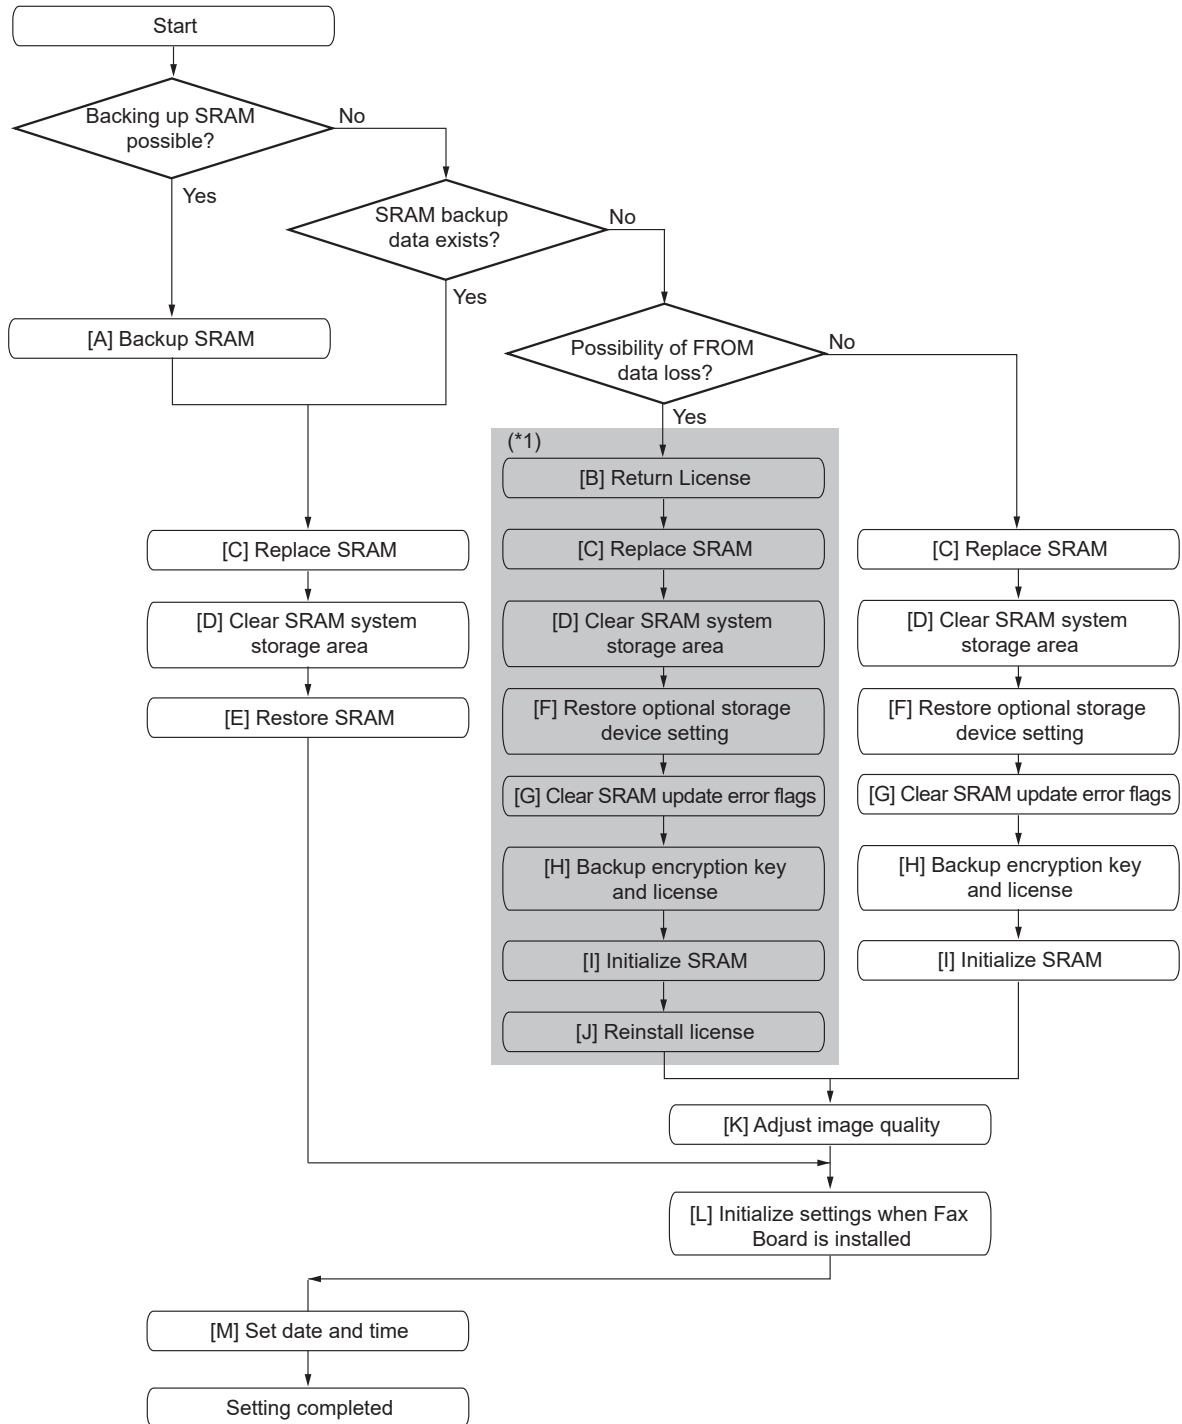 Start
Backing up SRAM
possible?
No
Yes
SRAM backup
data exists?
No
Yes
[A] Backup SRAM
Possibility of FROM
data loss?
No
Yes
(*1)
[B] Return License
[C] Replace SRAM
[C] Replace SRAM
[C] Replace SRAM
[D] Clear SRAM system
storage area
[D] Clear SRAM system
storage area
[D] Clear SRAM system
storage area
[E] Restore SRAM
[F] Restore optional storage
device setting
[F] Restore optional storage
device setting
[G] Clear SRAM update error flags
[G] Clear SRAM update error flags
[H] Backup encryption key
and license
[H] Backup encryption key
and license
[I] Initialize SRAM
[I] Initialize SRAM
[J] Reinstall license
[K] Adjust image quality
[L] Initialize settings when Fax
Board is installed
[M] Set date and time
Setting completed